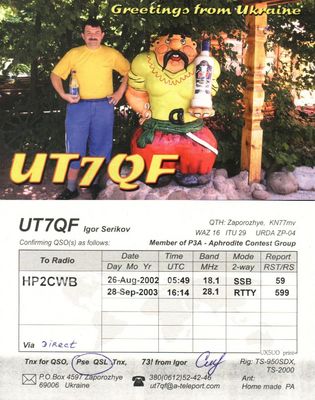 Greetings from Ukraine
UT7QF
UT7QF Igor Serikov
QTH: Zaporozhye, KN77mv
WAZ 16 ITU 29 URDA ZP-04
Confirming QSO(s) as follows:
Member of P3A - Aphrodite Contest Group
To Radio Date Time Band Mode Report
Day Mo Yr UTC MHz 2-way RST/RS
HP2CWB 26-Aug-2002 05:49 18.1 SSB 59
28-Sep-2003 16:14 28.1 RTTY 599
Via Direct
UX5UO print
Tnx for QSO, Pse QSL Tnx, 73! from Igor
Rig: TS-950SDX, TS-2000
P.O.Box 4597 Zaporozhye
69006 Ukraine
380(0612)52-42-46
ut7qf@a-teleport.com
Ant.
Home made PA